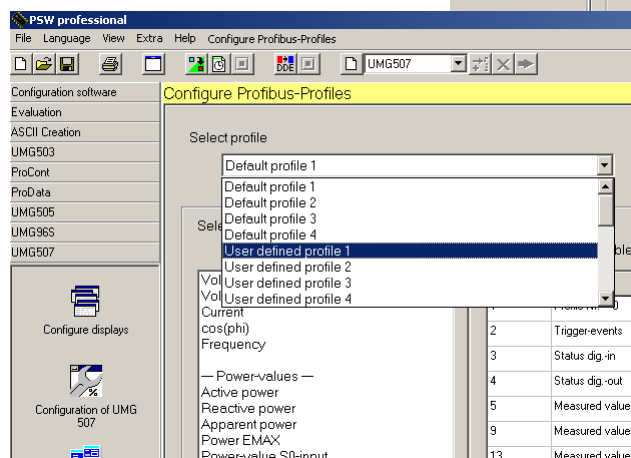 PSW professional
File Language View Extra Help Configure Profibus-Profiles
DDE UMG507
Configuration software
Evaluation
ASCII Creation
UMG503
ProCont
ProData
UMG505
UMG96S
UMG507
Configure displays
Configuration of UMG
507
Configure Profibus-Profiles
Select profile
Default profile 1
Default profile 1
Default profile 2
Default profile 3
Default profile 4
User defined profile 1
User defined profile 2
User defined profile 3
User defined profile 4
Sele
ble
Vol
Vol
Current
cos(phi)
Frequency
— Power-values —
Active power
Reactive power
Apparent power
Power EMAX
Power-value S0-input
2 Trigger-events
3 Status dig.-in
4 Status dig.-out
5 Measured value
9 Measured value
13 Measured value